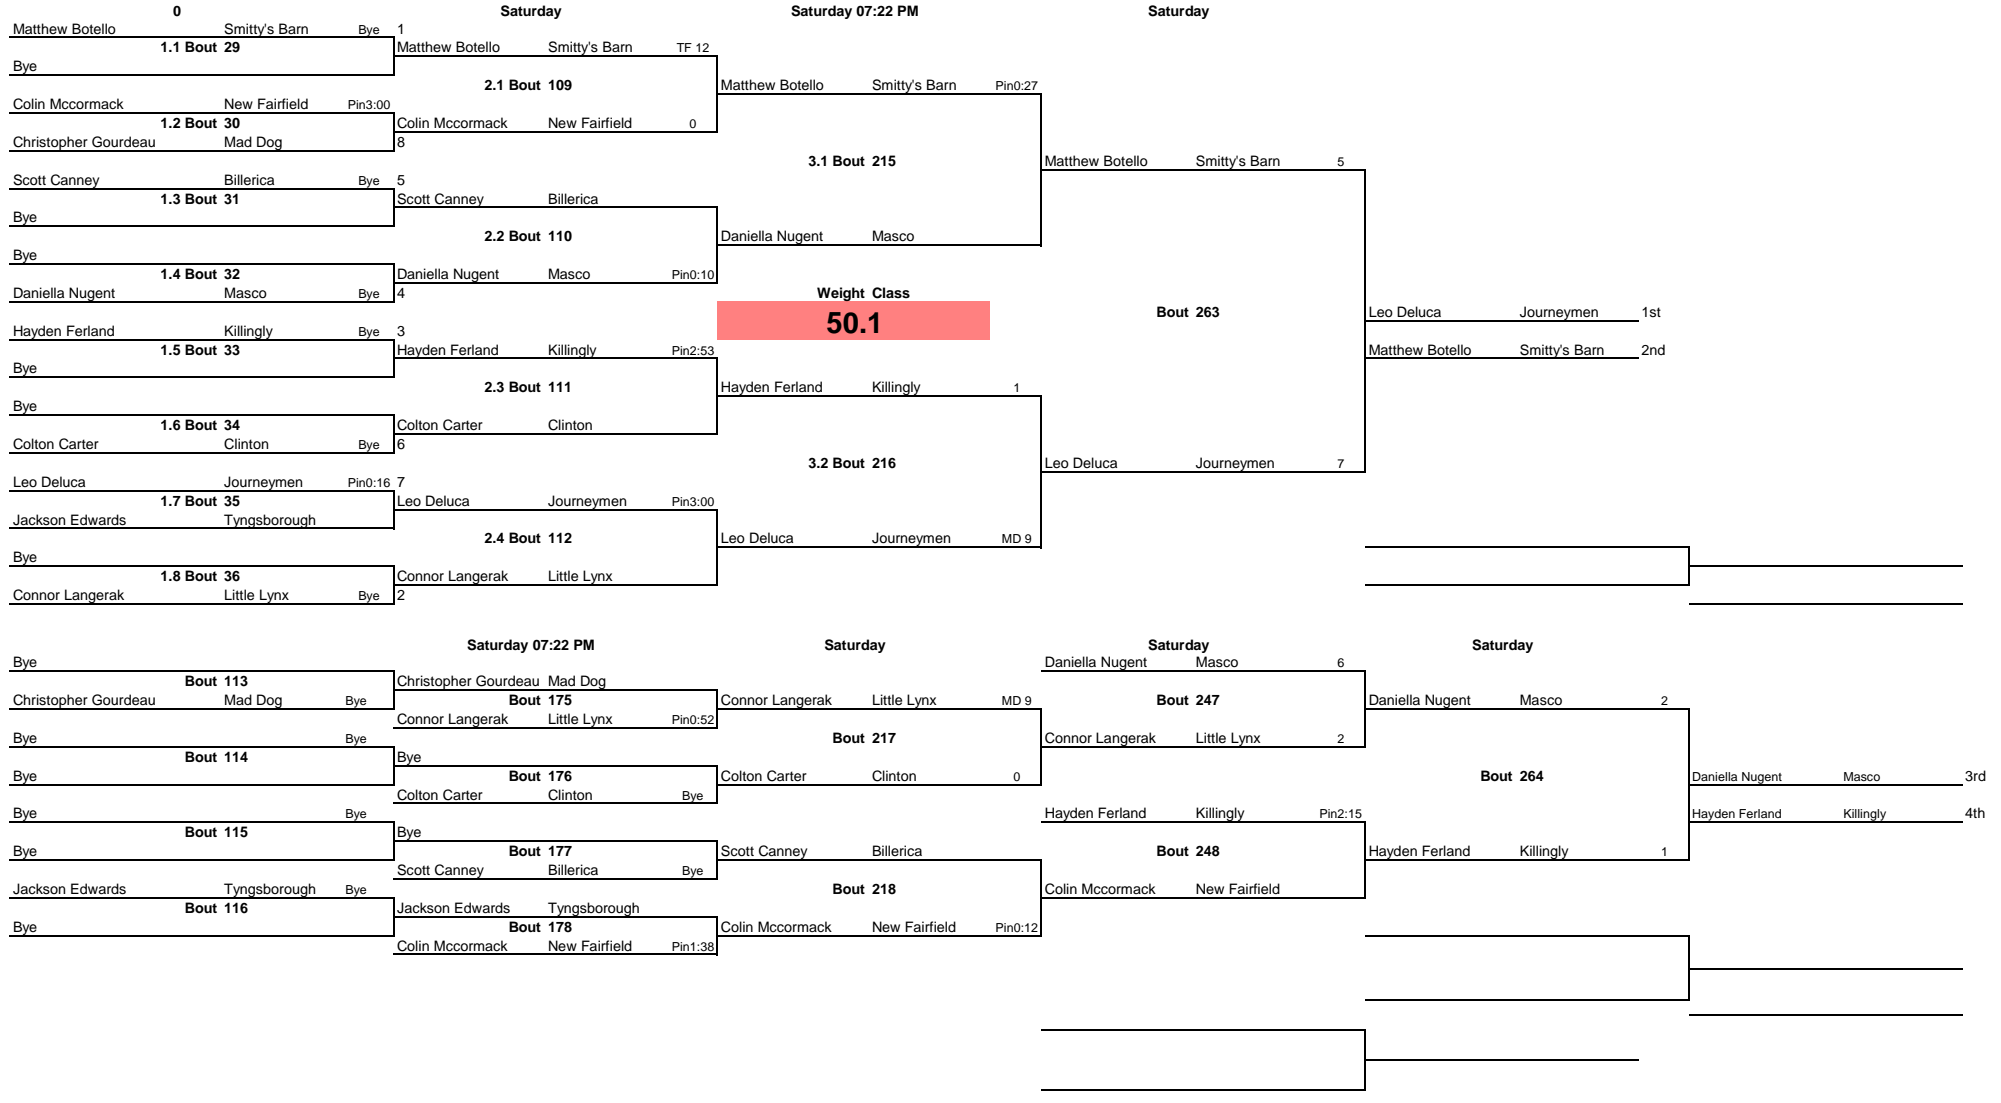 0 Saturday Saturday 07:22 PM Saturday
Matthew Botello Smitty's Barn Bye 1
1.1 Bout 29 Matthew Botello Smitty's Barn TF 12
Bye
2.1 Bout 109 Matthew Botello Smitty's Barn Pin0:27
Colin Mccormack New Fairfield Pin3:00
1.2 Bout 30 Colin Mccormack New Fairfield 0
Christopher Gourdeau Mad Dog 8
3.1 Bout 215 Matthew Botello Smitty's Barn 5
Scott Canney Billerica Bye 5
1.3 Bout 31 Scott Canney Billerica
Bye
2.2 Bout 110 Daniella Nugent Masco
Bye
1.4 Bout 32 Daniella Nugent Masco Pin0:10
Daniella Nugent Masco Bye 4 Weight Class
50.1 Bout 263 Leo Deluca Journeymen 1st
Hayden Ferland Killingly Bye 3
1.5 Bout 33 Hayden Ferland Killingly Pin2:53 Matthew Botello Smitty's Barn 2nd
Bye
2.3 Bout 111 Hayden Ferland Killingly 1
Bye
1.6 Bout 34 Colton Carter Clinton
Colton Carter Clinton Bye 6
3.2 Bout 216 Leo Deluca Journeymen 7
Leo Deluca Journeymen Pin0:16 7
1.7 Bout 35 Leo Deluca Journeymen Pin3:00
Jackson Edwards Tyngsborough
2.4 Bout 112 Leo Deluca Journeymen MD 9
Bye
1.8 Bout 36 Connor Langerak Little Lynx
Connor Langerak Little Lynx Bye 2
Saturday 07:22 PM Saturday Saturday Saturday
Bye Daniella Nugent Masco 6
Bout 113 Christopher Gourdeau Mad Dog
Christopher Gourdeau Mad Dog Bye Bout 175 Connor Langerak Little Lynx MD 9 Bout 247 Daniella Nugent Masco 2
Connor Langerak Little Lynx Pin0:52
Bye Bye Bout 217 Connor Langerak Little Lynx 2
Bout 114 Bye
Bye Bout 176 Colton Carter Clinton 0 Bout 264 Daniella Nugent Masco 3rd
Colton Carter Clinton Bye
Bye Bye Hayden Ferland Killingly Pin2:15 Hayden Ferland Killingly 4th
Bout 115 Bye
Bye Bout 177 Scott Canney Billerica Bout 248 Hayden Ferland Killingly 1
Scott Canney Billerica Bye
Jackson Edwards Tyngsborough Bye Bout 218 Colin Mccormack New Fairfield
Bout 116 Jackson Edwards Tyngsborough
Bye Bout 178 Colin Mccormack New Fairfield Pin0:12
Colin Mccormack New Fairfield Pin1:38